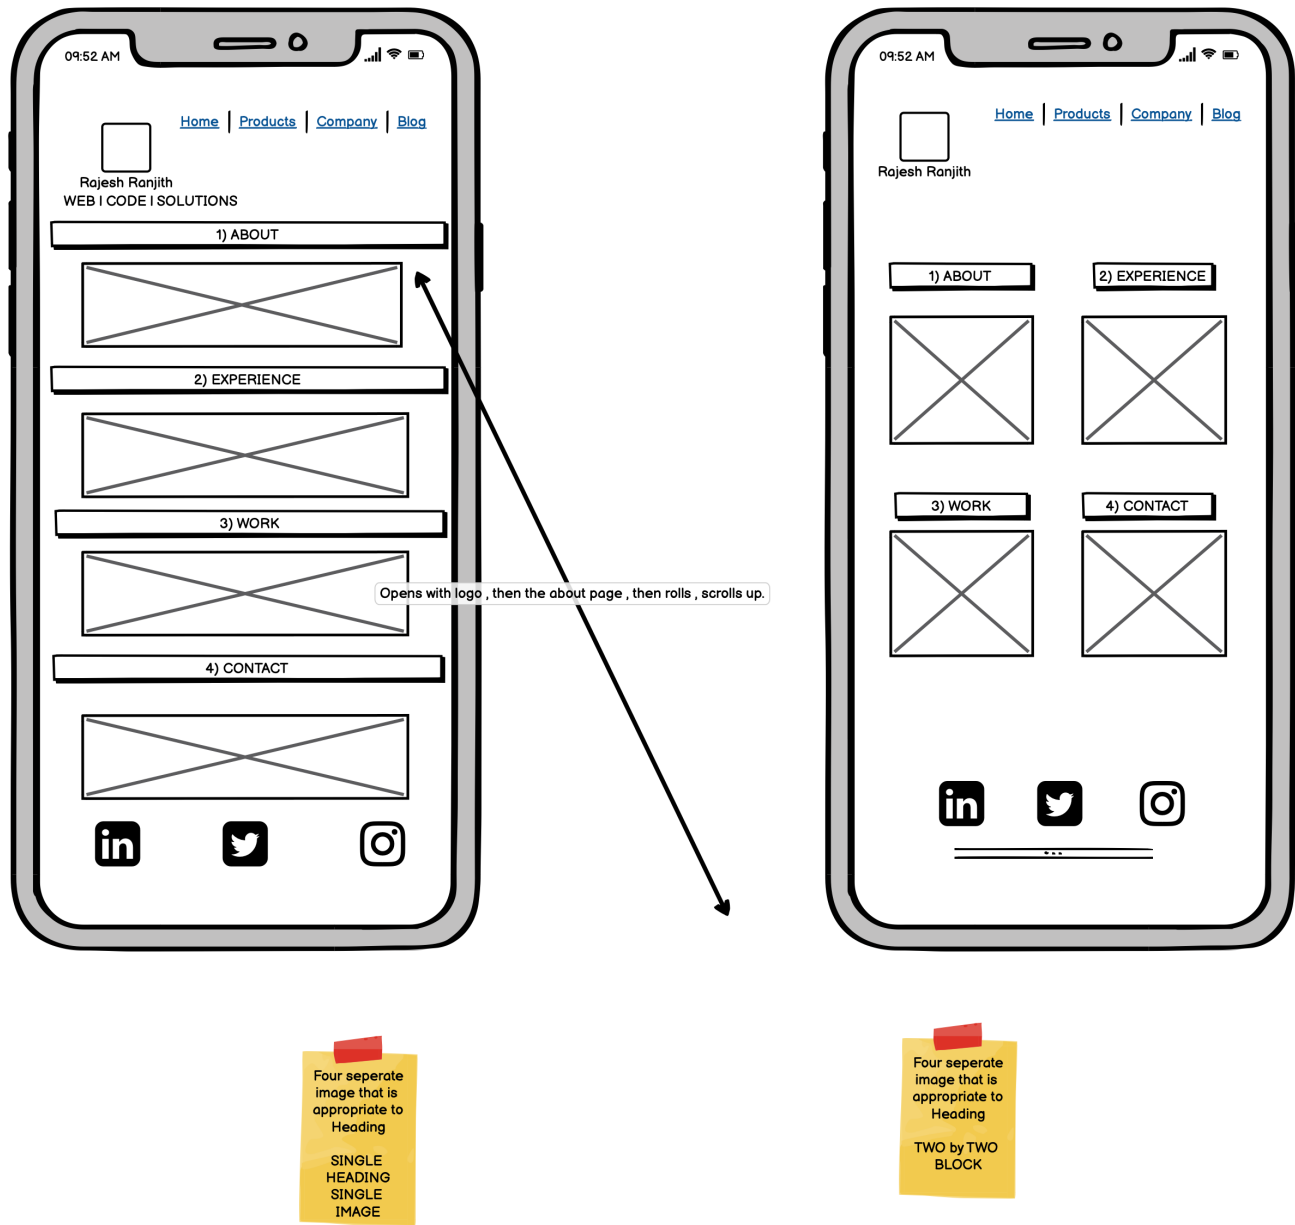 09:52 AM
Home | Products | Company | Blog
Rajesh Ranjith
WEB I CODE I SOLUTIONS
1) ABOUT
2) EXPERIENCE
3) WORK
4) CONTACT
in
Opens with logo , then the about page , then rolls , scrolls up.
09:52 AM
Home | Products | Company | Blog
Rajesh Ranjith
1) ABOUT
2) EXPERIENCE
3) WORK
4) CONTACT
in
Four seperate
image that is
appropriate to
Heading
SINGLE
HEADING
SINGLE
IMAGE
Four seperate
image that is
appropriate to
Heading
TWO by TWO
BLOCK